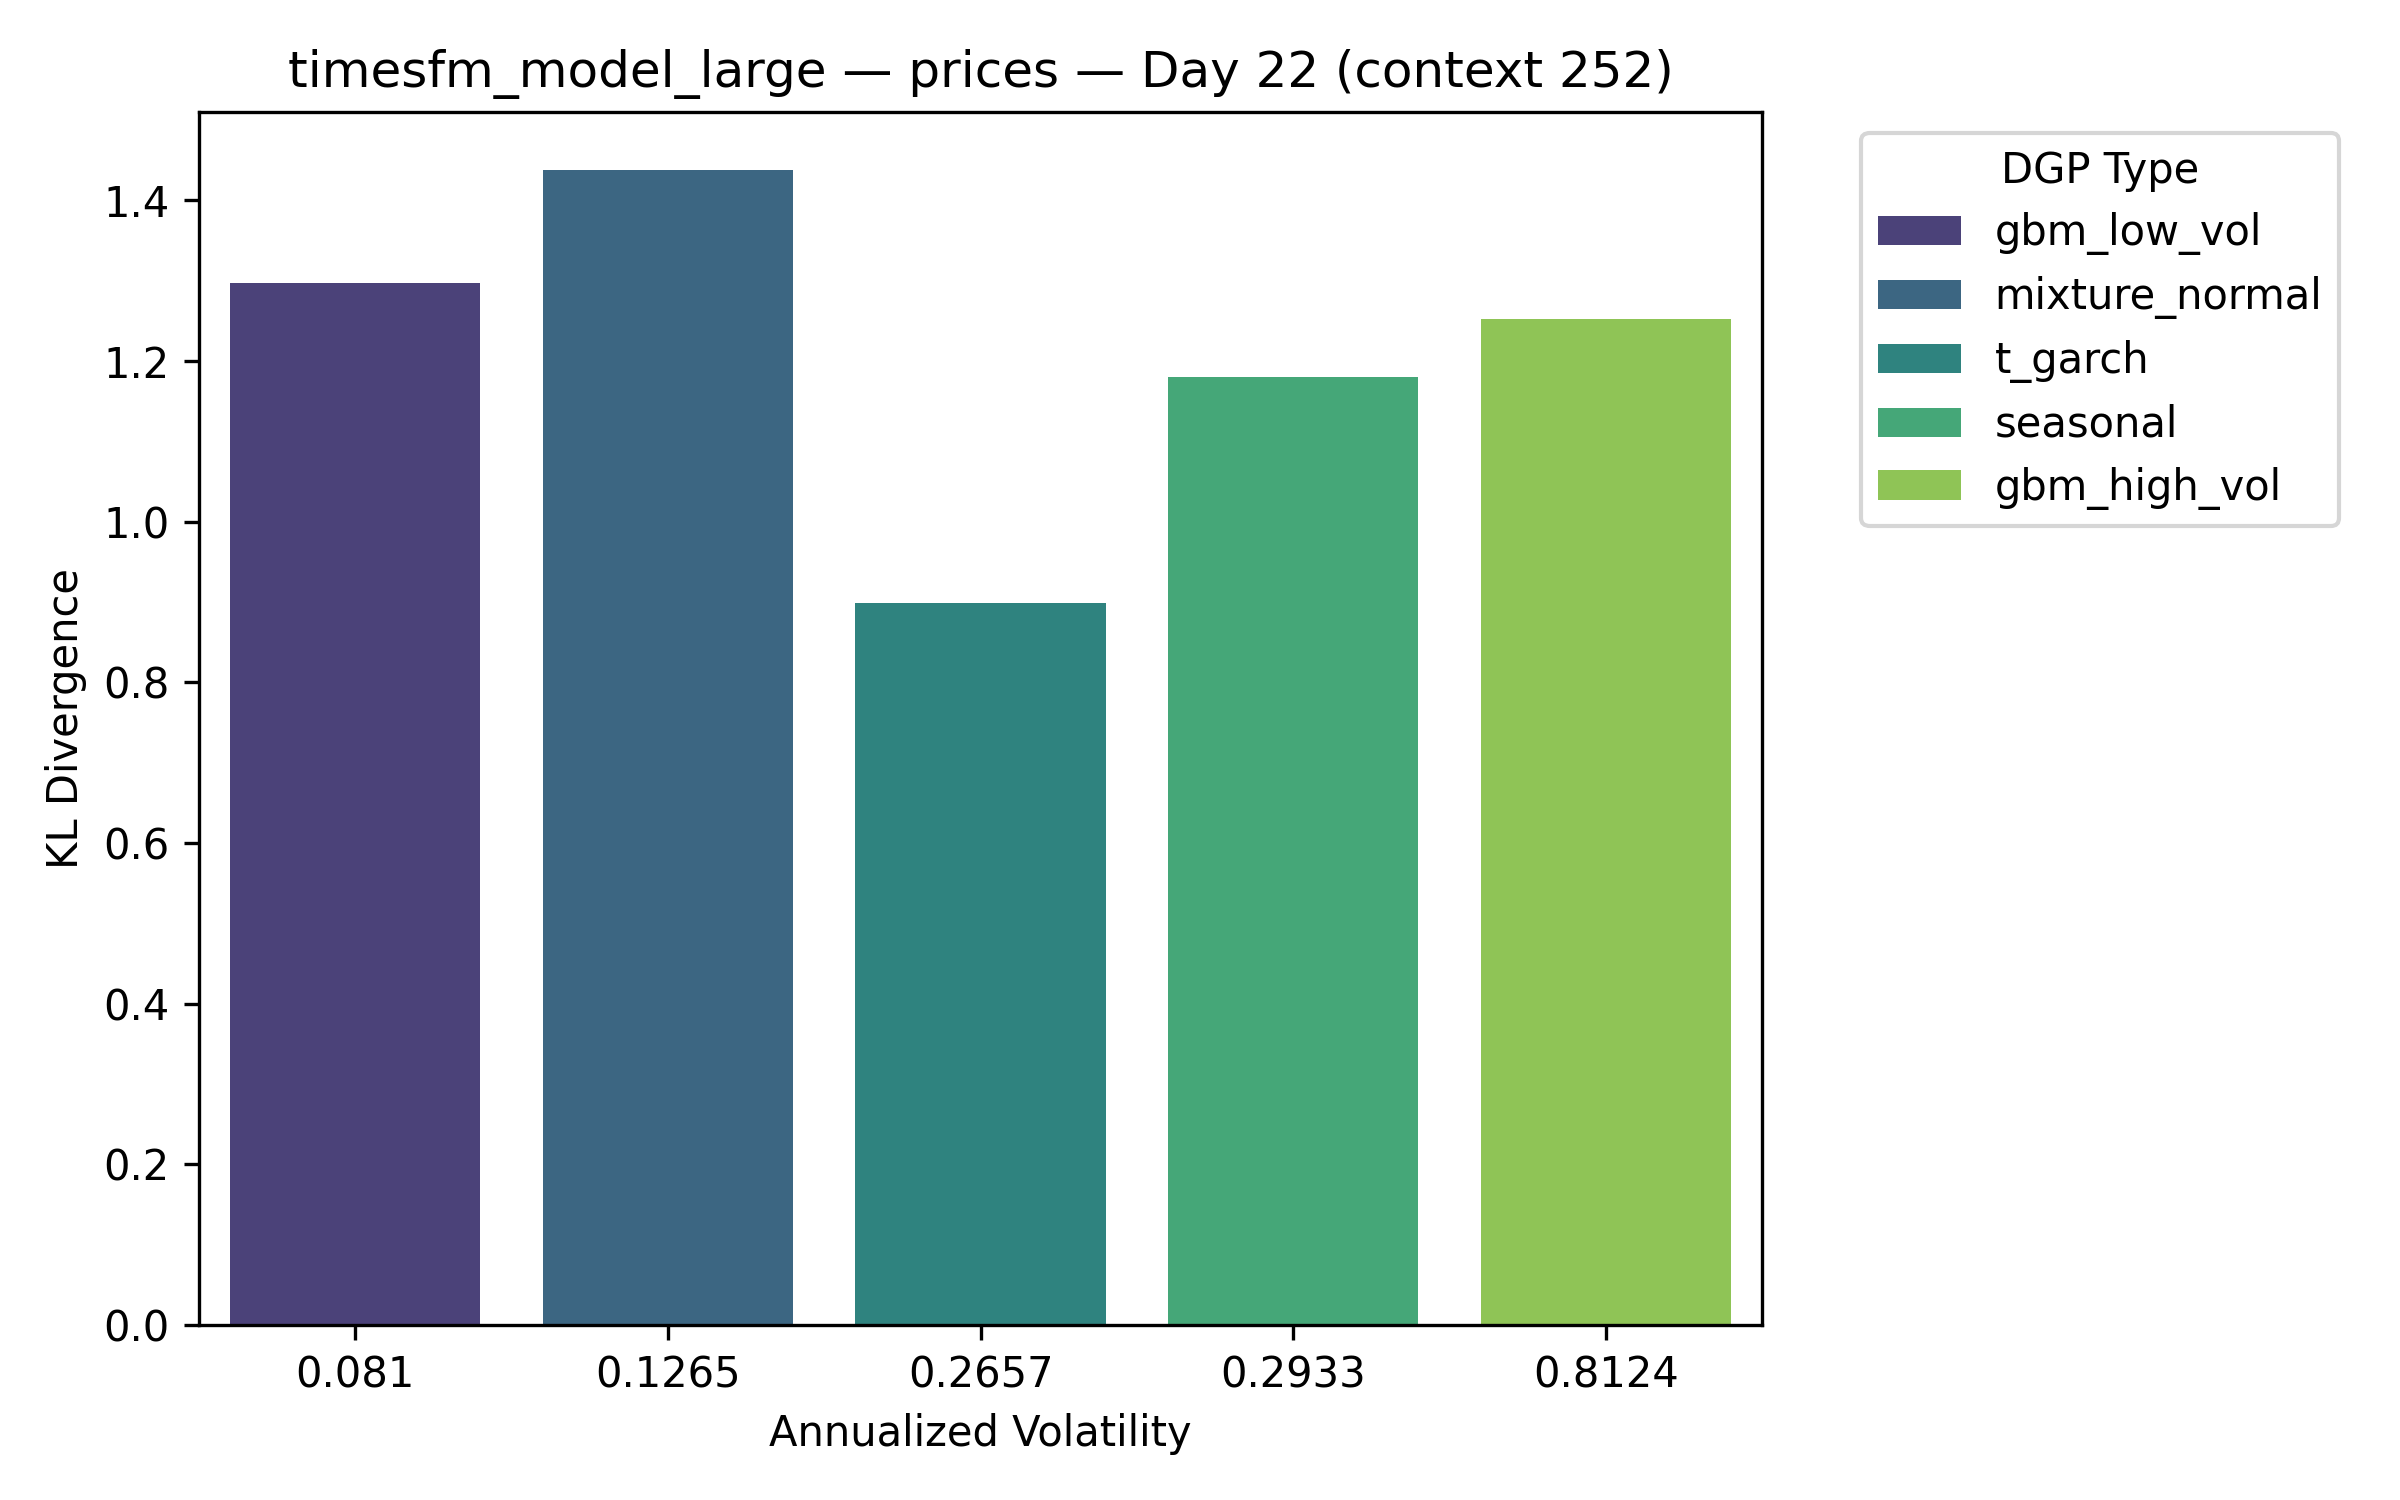 timesfm_model_large — prices — Day 22 (context 252)
DGP Type
gbm_low_vol
mixture_normal
t_garch
seasonal
gbm_high_vol
KL Divergence
1.4
1.2
1.0
0.8
0.6
0.4
0.2
0.0
0.081 0.1265 0.2657 0.2933 0.8124
Annualized Volatility